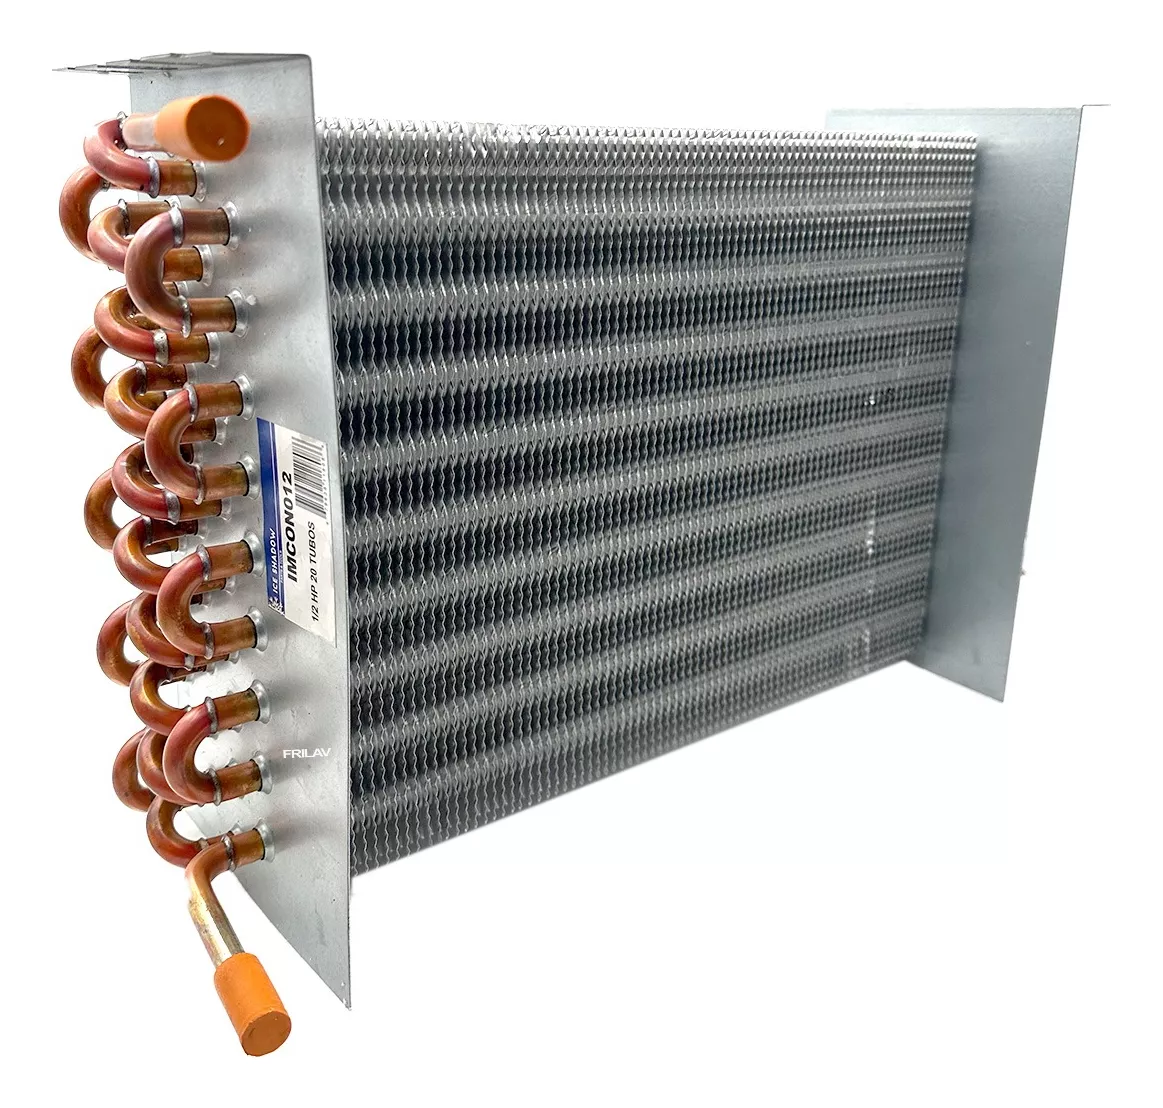 ICE SHADOW
IMCON012
1/2 HP 20 TUBOS
FRILAV